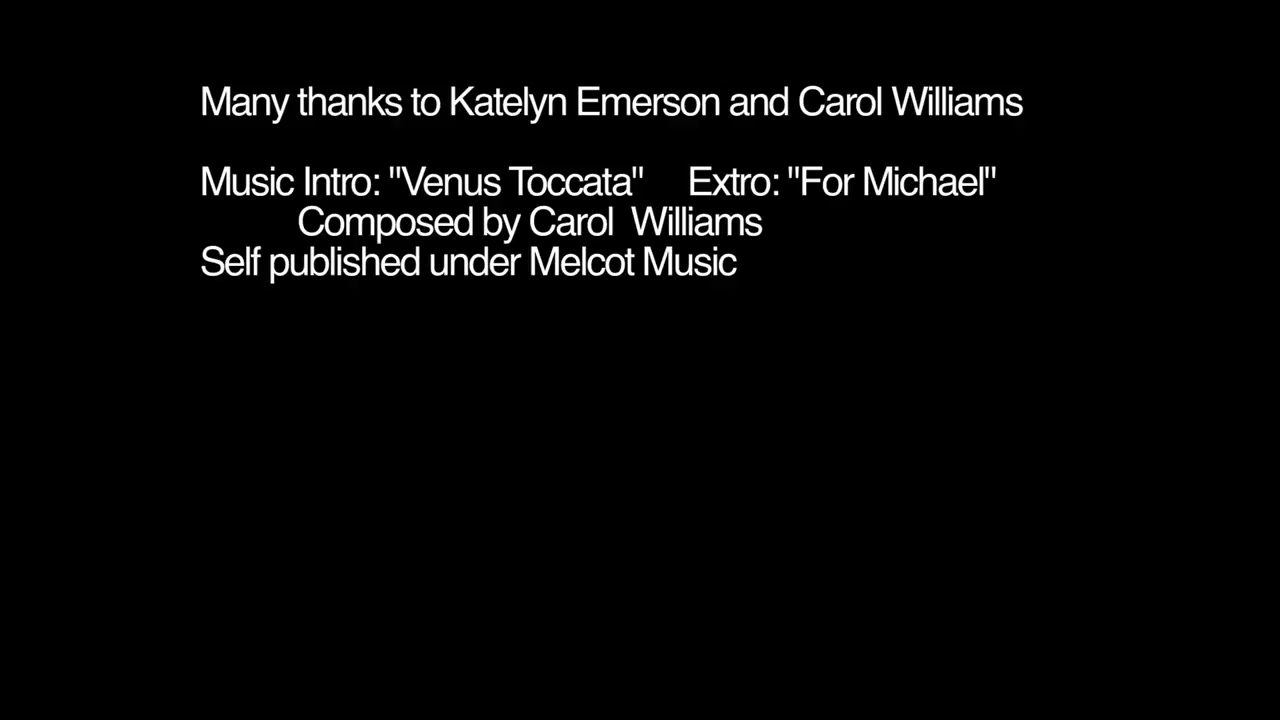 Many thanks to Katelyn Emerson and Carol Williams
Music Intro: "Venus Toccata"     Extro: "For Michael"
Composed by Carol  Williams
Self published under Melcot Music